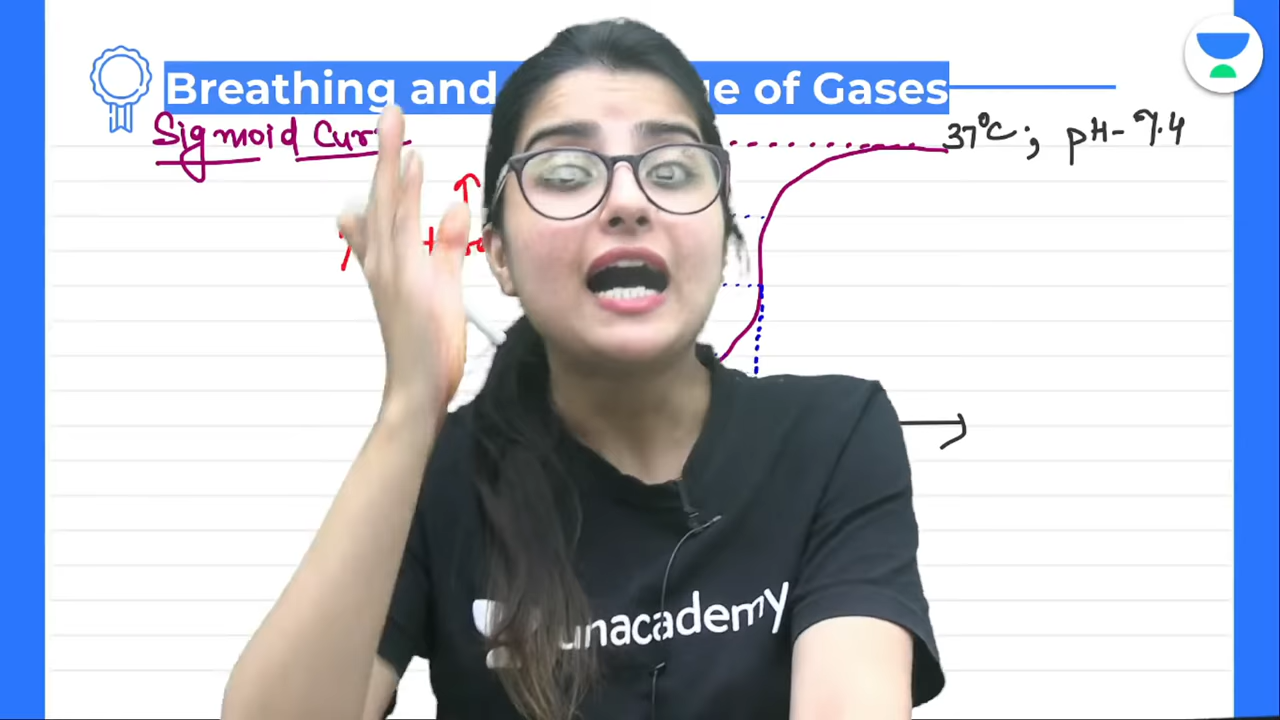 Breathing and ge of Gases
Sigmoid Cur 37°C ; pH- 7.4
unacademy